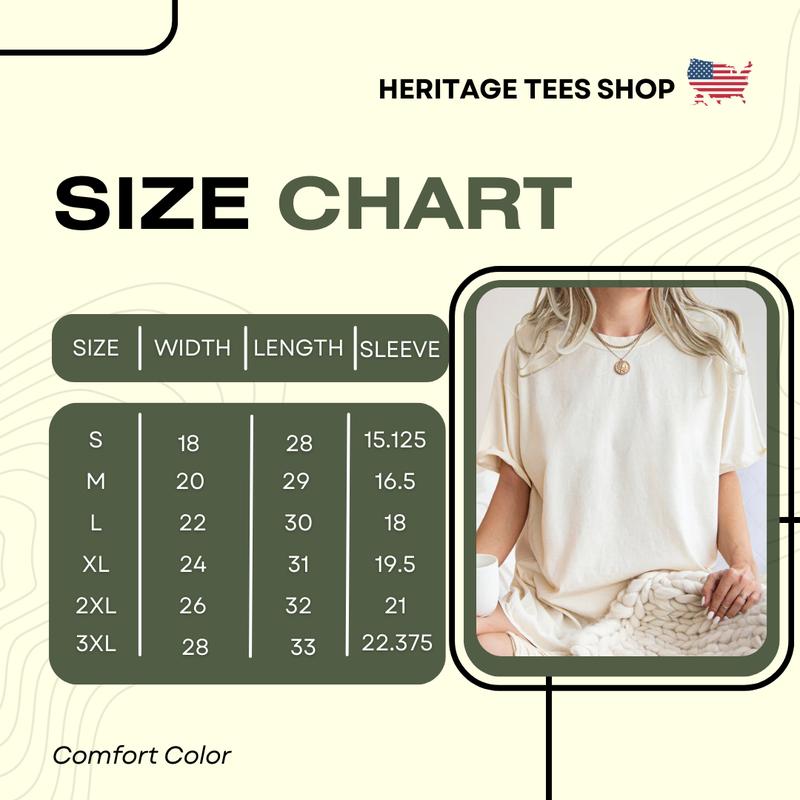 HERITAGE TEES SHOP
SIZE CHART
SIZE WIDTH LENGTH SLEEVE
S 18 28 15.125
M 20 29 16.5
L 22 30 18
XL 24 31 19.5
2XL 26 32 21
3XL 28 33 22.375
Comfort Color